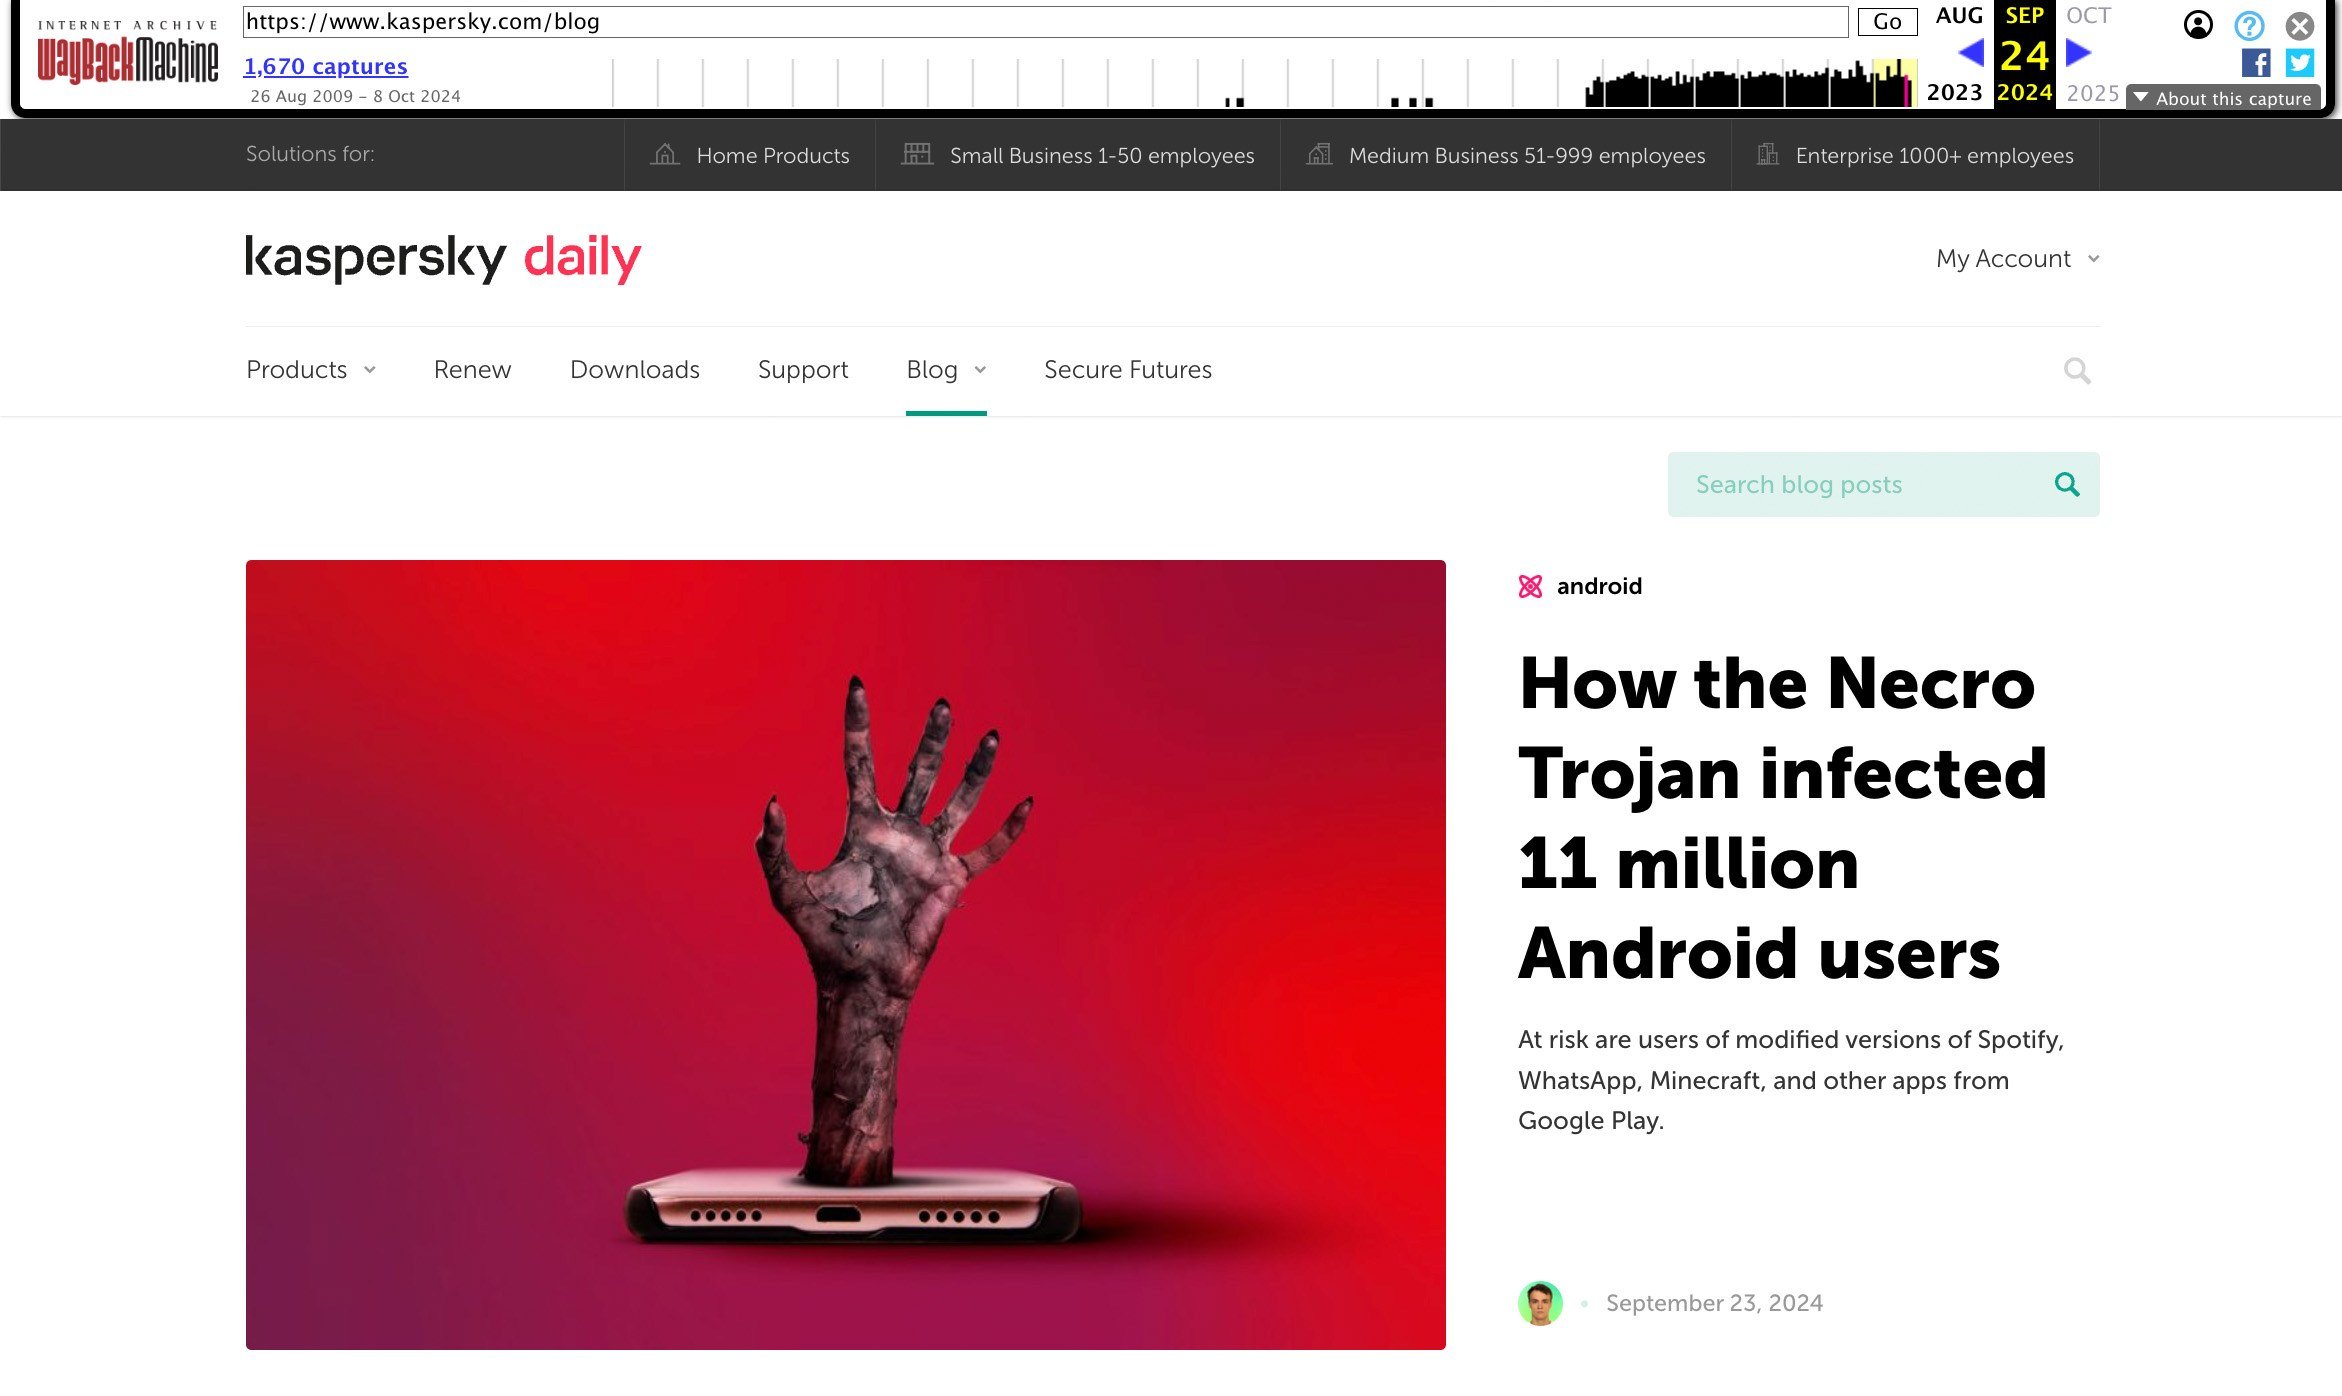 INTERNET ARCHIVE
WayBackMachine
https://www.kaspersky.com/blog
Go
1,670 captures
26 Aug 2009 – 8 Oct 2024
AUG SEP OCT
24
2023 2024 2025
About this capture
Solutions for:
Home Products
Small Business 1-50 employees
Medium Business 51-999 employees
Enterprise 1000+ employees
kaspersky daily
My Account
Products
Renew
Downloads
Support
Blog
Secure Futures
Search blog posts
android
How the Necro
Trojan infected
11 million
Android users
At risk are users of modified versions of Spotify,
WhatsApp, Minecraft, and other apps from
Google Play.
September 23, 2024